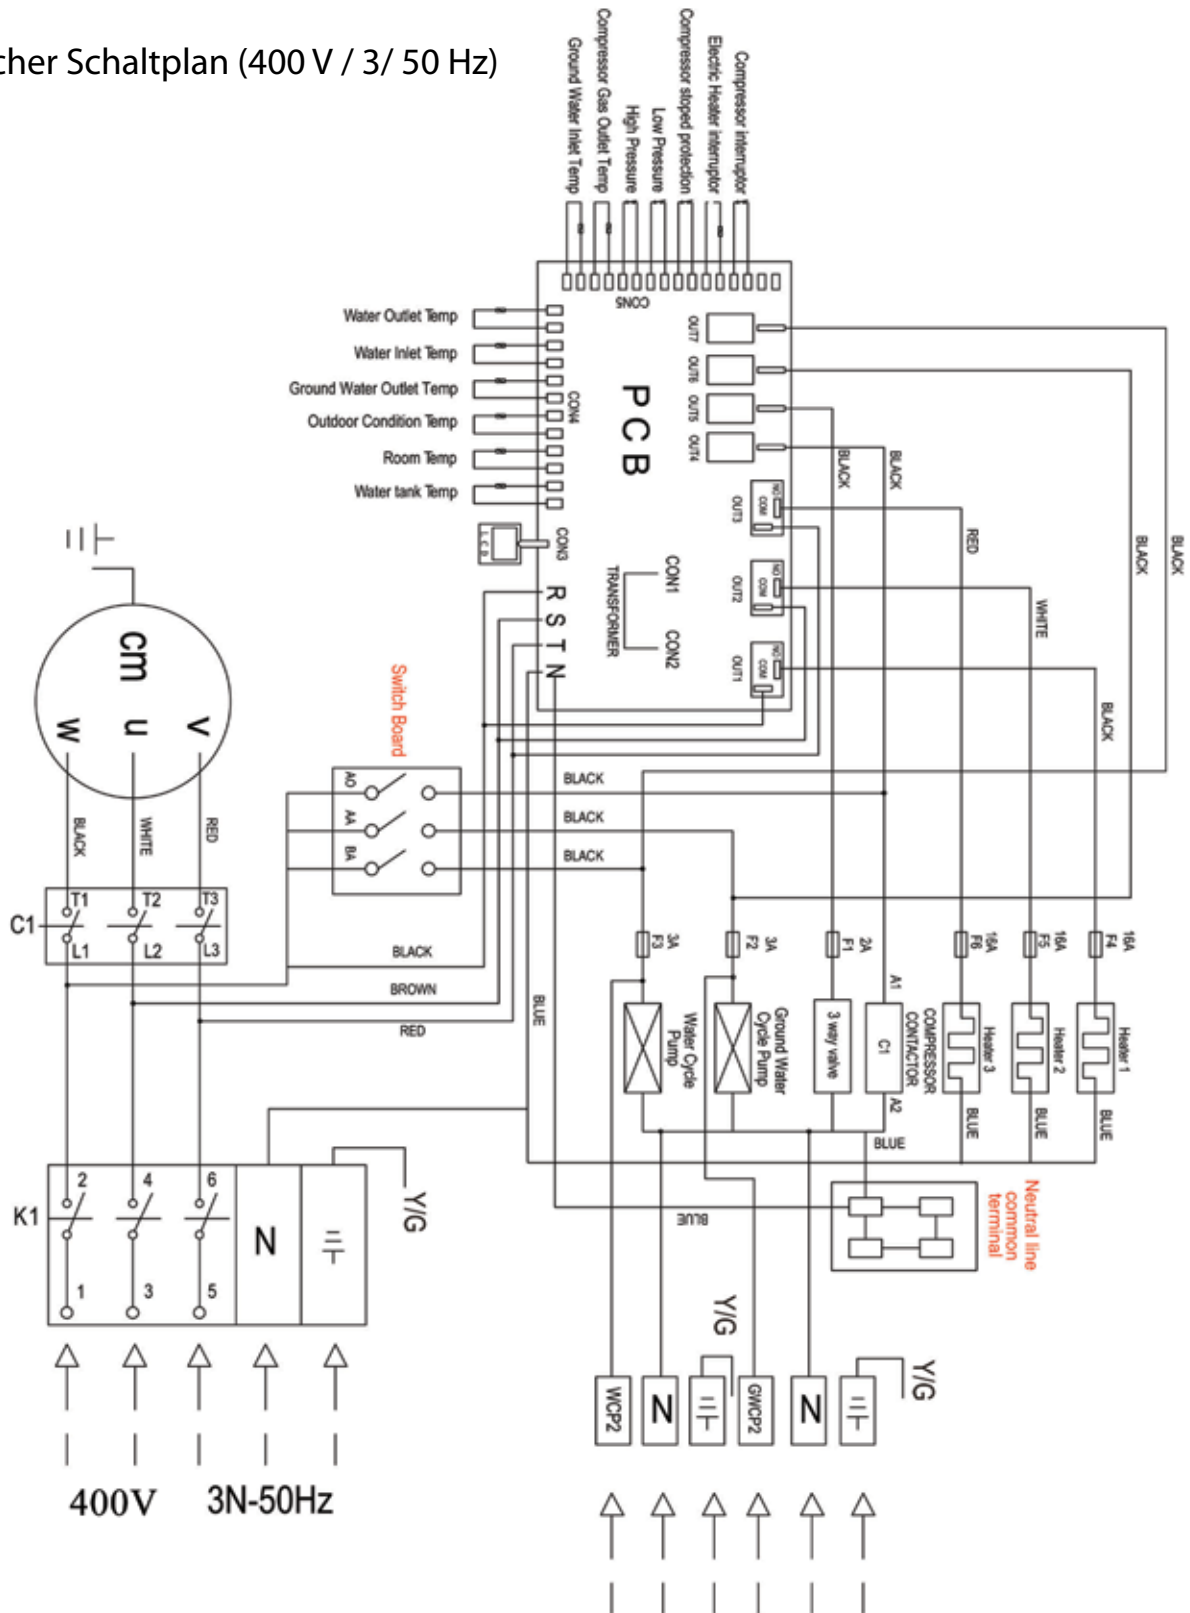 cher Schaltplan (400 V / 3/ 50 Hz)
Ground Water Inlet Temp
Compressor Gas Outlet Temp
High Pressure
Low Pressure
Compressor stoped protection
Electric Heater interruptor
Compressor interruptor
CON5
Water Outlet Temp
Water Inlet Temp
Ground Water Outlet Temp
Outdoor Condition Temp
Room Temp
Water tank Temp
CON4
PCB
OUT7
OUT6
OUT5
OUT4
OUT3
NO
COM
OUT2
NO
COM
OUT1
NO
COM
LCD
CON3
CON1
TRANSFORMER
CON2
R
S
T
N
BLACK
BLACK
RED
WHITE
BLACK
BLACK
BLACK
cm
w
u
v
BLACK
WHITE
RED
Switch Board
AO
AA
BA
BLACK
BLACK
BLACK
C1
T1
T2
T3
L1
L2
L3
BLACK
BROWN
RED
BLUE
F3
3A
F2
3A
F1
2A
F6
16A
F5
16A
F4
16A
Water Cycle
Pump
Ground Water
Cycle Pump
3 way valve
A1
C1
A2
COMPRESSOR
CONTACTOR
Heater 3
Heater 2
Heater 1
BLUE
BLUE
BLUE
BLUE
BLUE
Neutral line
common
terminal
K1
2
4
6
1
3
5
N
Y/G
Y/G
Y/G
WCP2
N
GWCP2
N
400V
3N-50Hz